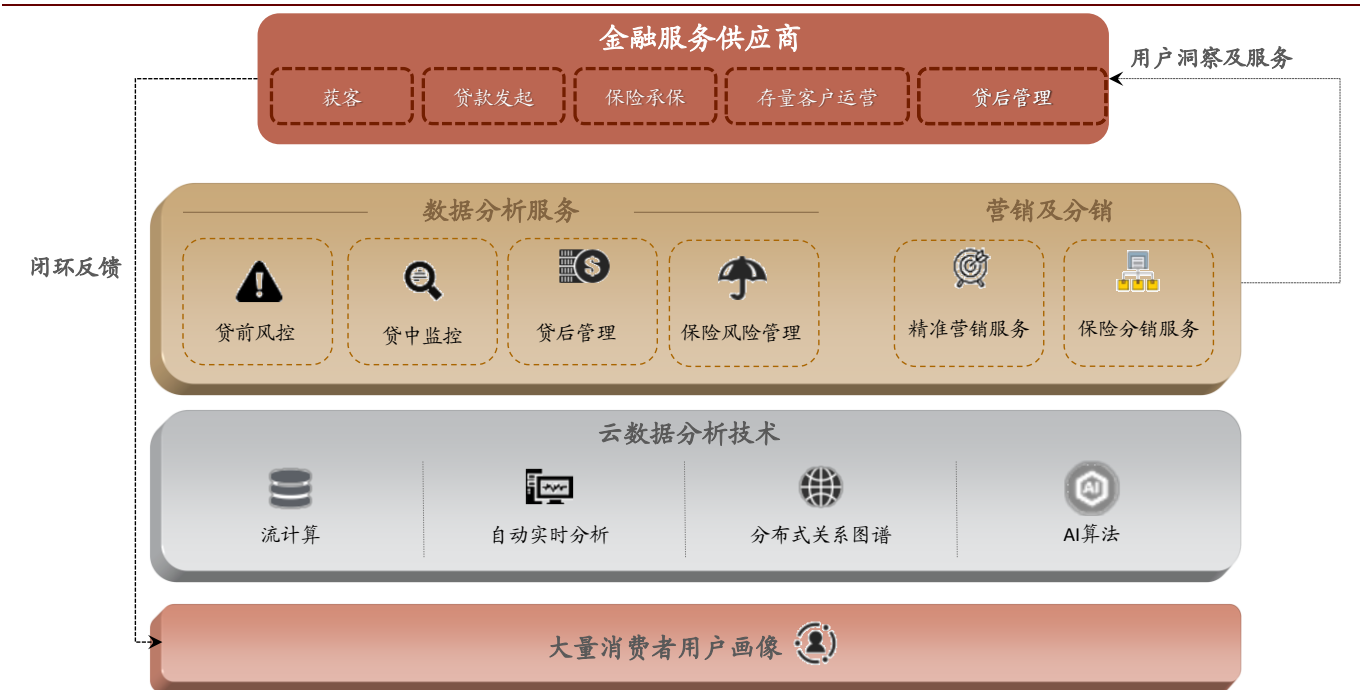 金融服务供应商
用户洞察及服务
获客
贷款发起
保险承保
存量客户运营
贷后管理
数据分析服务
营销及分销
闭环反馈
贷前风控
贷中监控
贷后管理
保险风险管理
精准营销服务
保险分销服务
云数据分析技术
流计算
自动实时分析
分布式关系图谱
AI
AI算法
大量消费者用户画像